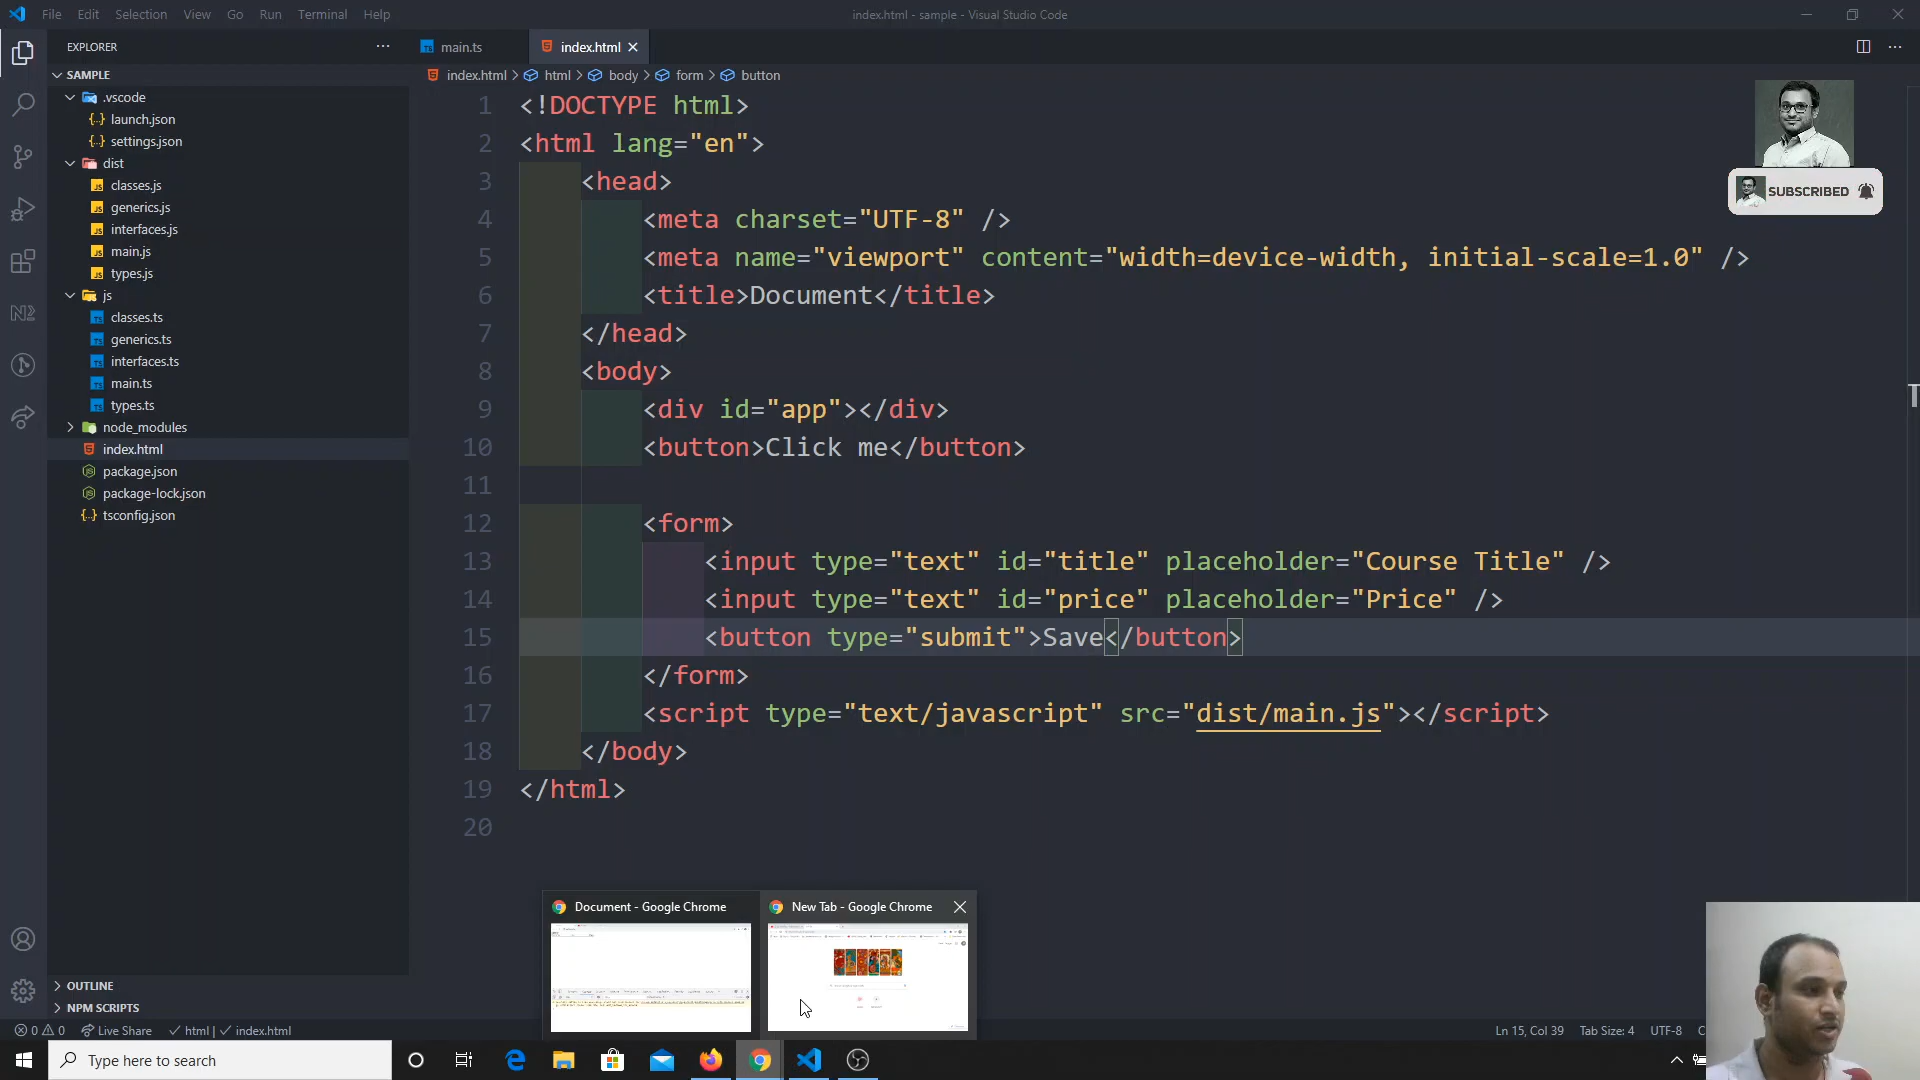 File Edit Selection View Go Run Terminal Help
index.html - sample - Visual Studio Code
EXPLORER
SAMPLE
.vscode
launch.json
settings.json
dist
classes.js
generics.js
interfaces.js
main.js
types.js
js
classes.ts
generics.ts
interfaces.ts
main.ts
types.ts
node_modules
index.html
package.json
package-lock.json
tsconfig.json
OUTLINE
NPM SCRIPTS
main.ts index.html
index.html > html > body > form > button
1 <!DOCTYPE html>
2 <html lang="en">
3 <head>
4 <meta charset="UTF-8" />
5 <meta name="viewport" content="width=device-width, initial-scale=1.0" />
6 <title>Document</title>
7 </head>
8 <body>
9 <div id="app"></div>
10 <button>Click me</button>
11
12 <form>
13 <input type="text" id="title" placeholder="Course Title" />
14 <input type="text" id="price" placeholder="Price" />
15 <button type="submit">Save</button>
16 </form>
17 <script type="text/javascript" src="dist/main.js"></script>
18 </body>
19 </html>
20
SUBSCRIBED
Document - Google Chrome
New Tab - Google Chrome
0 0 Live Share html | index.html
Ln 15, Col 39 Tab Size: 4 UTF-8
Type here to search